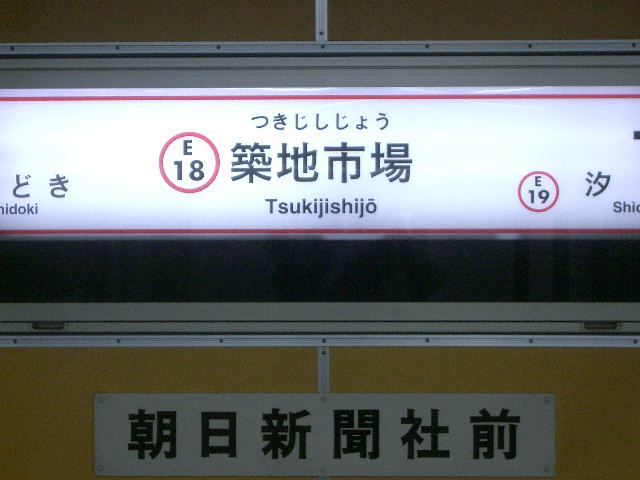 つきじしじょう
E
18
築地市場
Tsukijishijō
どき
hidoki
E
19
汐
Shio
朝日新聞社前